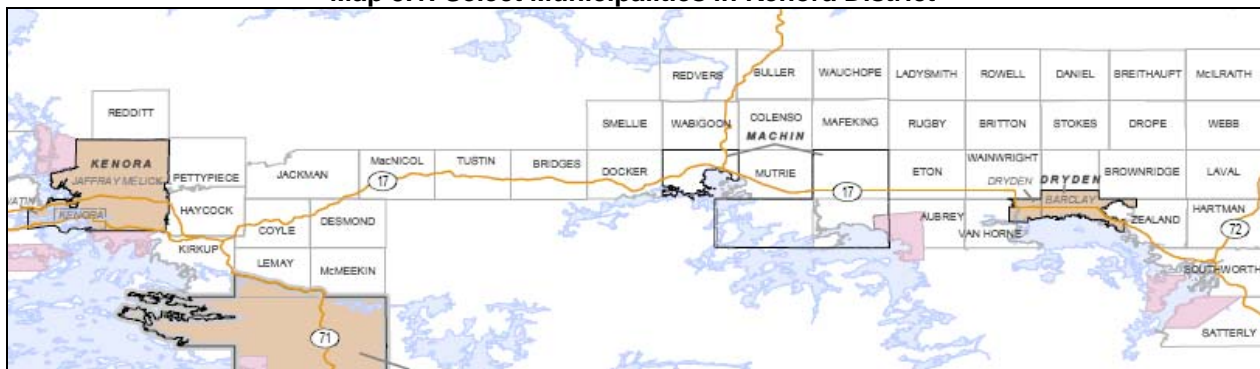 REDVERS BULLER WAUCHOPE LADYSMITH ROWELL DANIEL BREITHAUPT McILRAITH
REDDITT
SMELLIE WABIGOON COLENSO MAFEKING RUGBY BRITTON STOKES DROPE WEBB
MACHIN
KENORA
JAFFRAY MELICK
PETTYPIECE JACKMAN MacNICOL 17 TUSTIN BRIDGES DOCKER MUTRIE 17 ETON WAINWRIGHT BROWNRIDGE LAVAL
DRYDEN DRYDEN
BARCLAY
KENORA HAYCOCK COYLE DESMOND AUBREY VAN HORNE ZEALAND HARTMAN
72
KIRKUP LEMAY McMEEKIN SOUTHWORTH
71
SATTERLY